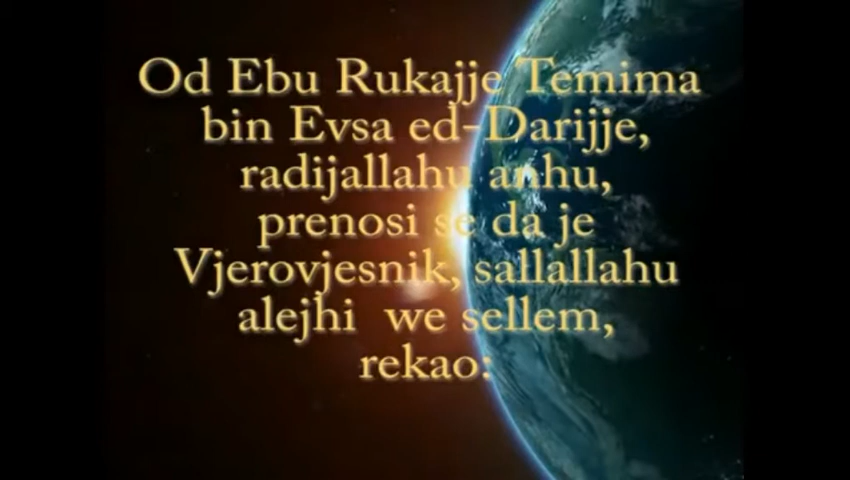 Od Ebu Rukajje Temima
bin Evsa ed-Darijje,
radijallahu anhu,
prenosi se da je
Vjerovjesnik, sallallahu
alejhi we sellem,
rekao: